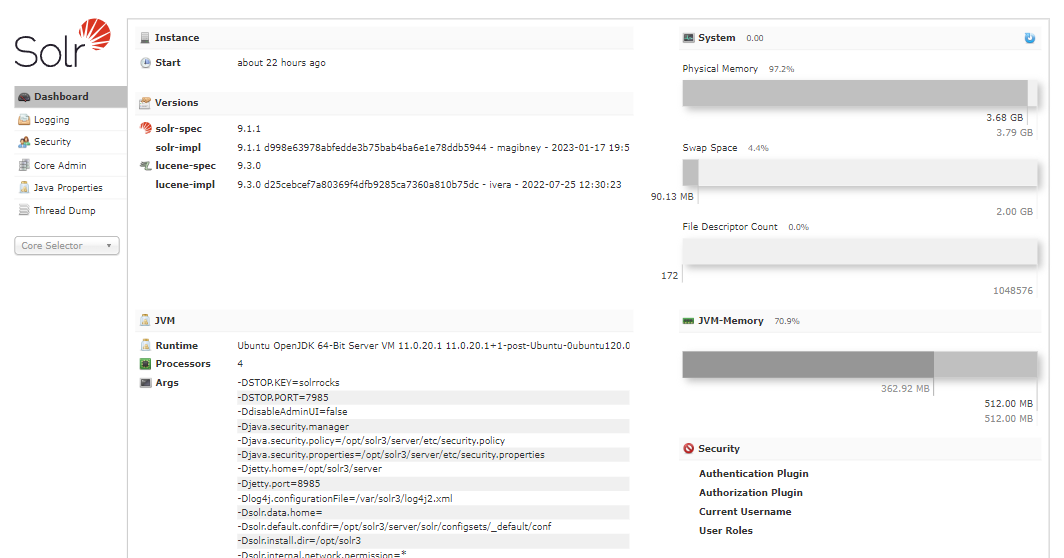 Solr
Dashboard
Logging
Security
Core Admin
Java Properties
Thread Dump
Core Selector
Instance
Start about 22 hours ago
Versions
solr-spec 9.1.1
solr-impl 9.1.1 d998e63978abfedde3b75bab4ba6e1e78ddb5944 - magibney - 2023-01-17 19:5
lucene-spec 9.3.0
lucene-impl 9.3.0 d25cebcef7a80369f4dfb9285ca7360a810b75dc - ivera - 2022-07-25 12:30:23
JVM
Runtime Ubuntu OpenJDK 64-Bit Server VM 11.0.20.1 11.0.20.1+1-post-Ubuntu-0ubuntu120.0
Processors 4
Args -DSTOP.KEY=solrrocks
-DSTOP.PORT=7985
-DdisableAdminUI=false
-Djava.security.manager
-Djava.security.policy=/opt/solr3/server/etc/security.policy
-Djava.security.properties=/opt/solr3/server/etc/security.properties
-Djetty.home=/opt/solr3/server
-Djetty.port=8985
-Dlog4j.configurationFile=/var/solr3/log4j2.xml
-Dsolr.data.home=
-Dsolr.default.confdir=/opt/solr3/server/solr/configsets/_default/conf
-Dsolr.install.dir=/opt/solr3
-Dsolr.internal.network.permission=*
System 0.00
Physical Memory 97.2%
3.68 GB
3.79 GB
Swap Space 4.4%
90.13 MB
2.00 GB
File Descriptor Count 0.0%
172
1048576
JVM-Memory 70.9%
362.92 MB
512.00 MB
512.00 MB
Security
Authentication Plugin
Authorization Plugin
Current Username
User Roles